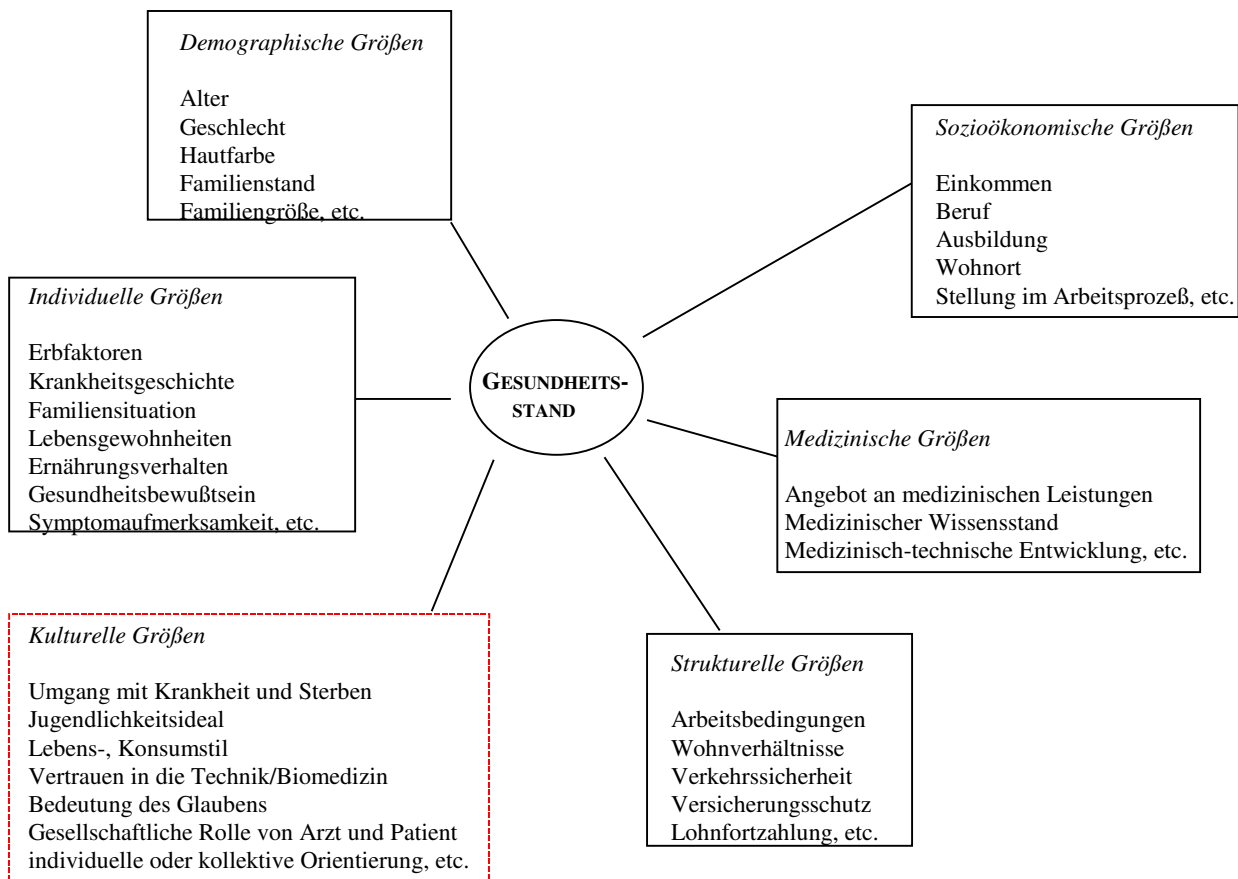 Demographische Größen
Alter
Geschlecht
Hautfarbe
Familienstand
Familiengröße, etc.
Sozioökonomische Größen
Einkommen
Beruf
Ausbildung
Wohnort
Stellung im Arbeitsprozeß, etc.
Individuelle Größen
Erbfaktoren
Krankheitsgeschichte
Familiensituation
Lebensgewohnheiten
Ernährungsverhalten
Gesundheitsbewußtsein
Symptomaufmerksamkeit, etc.
GESUNDHEITS-
STAND
Medizinische Größen
Angebot an medizinischen Leistungen
Medizinischer Wissensstand
Medizinisch-technische Entwicklung, etc.
Kulturelle Größen
Umgang mit Krankheit und Sterben
Jugendlichkeitsideal
Lebens-, Konsumstil
Vertrauen in die Technik/Biomedizin
Bedeutung des Glaubens
Gesellschaftliche Rolle von Arzt und Patient
individuelle oder kollektive Orientierung, etc.
Strukturelle Größen
Arbeitsbedingungen
Wohnverhältnisse
Verkehrssicherheit
Versicherungsschutz
Lohnfortzahlung, etc.